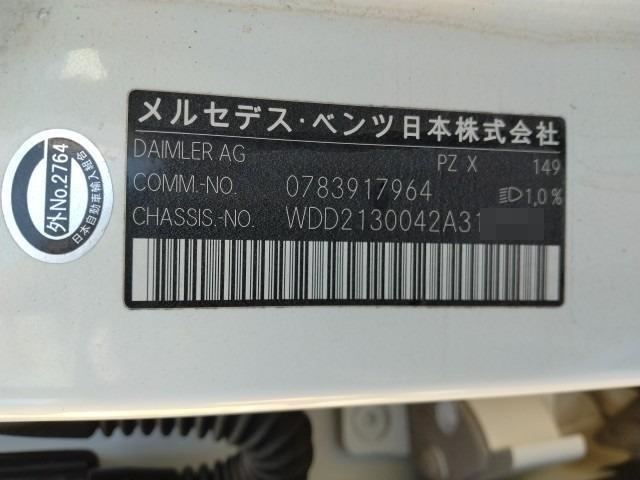 メルセデス・ベンツ日本株式会社
DAIMLER AG PZ X 149
COMM.-NO. 0783917964 1,0%
CHASSIS.-NO. WDD2130042A31
外No.2764
日本自動車輸入組合